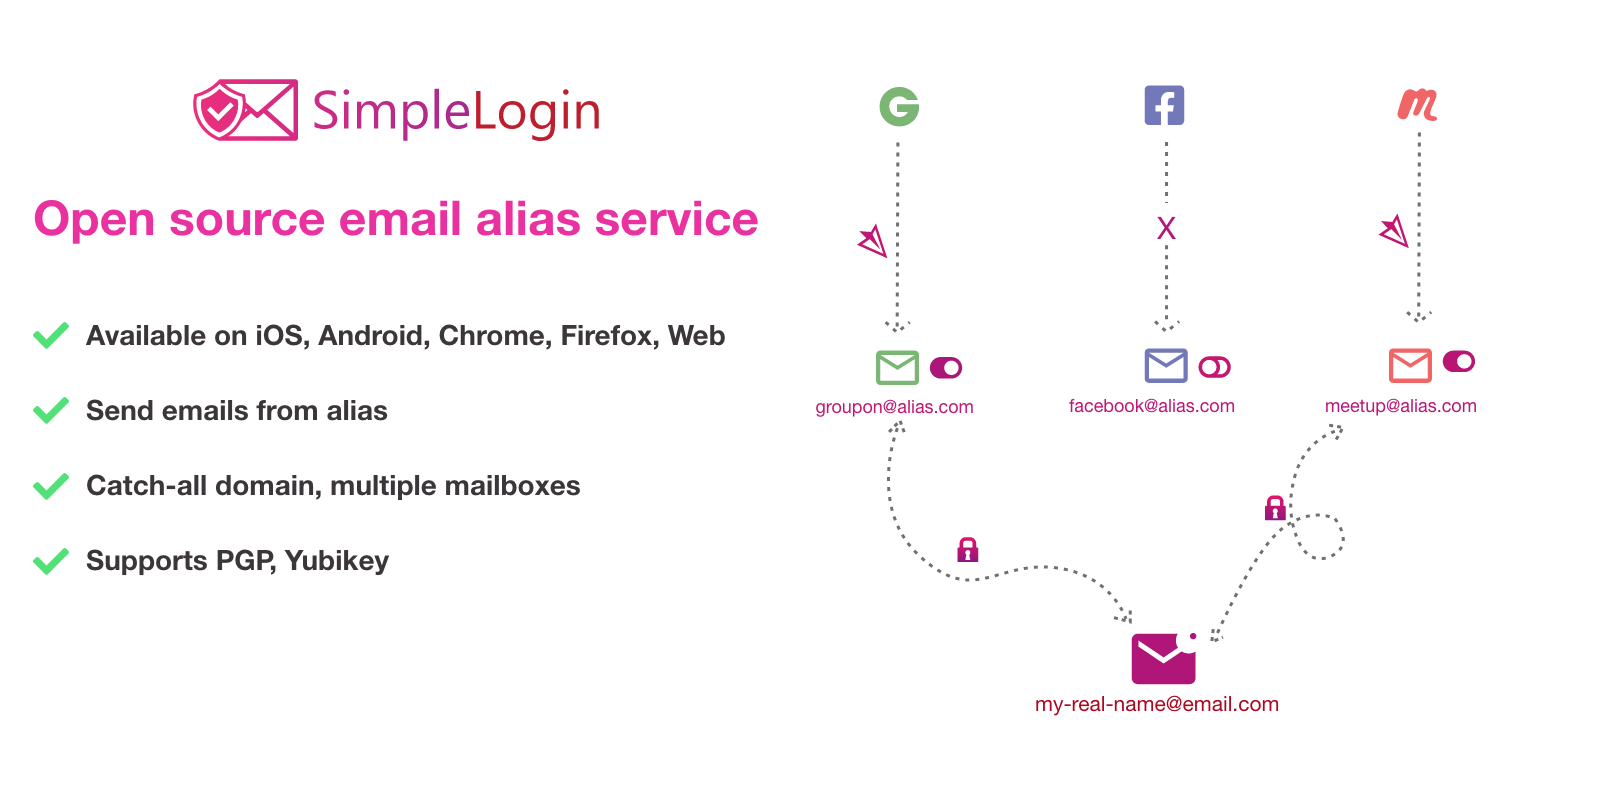 SimpleLogin
Open source email alias service
Available on iOS, Android, Chrome, Firefox, Web
Send emails from alias
Catch-all domain, multiple mailboxes
Supports PGP, Yubikey
X
groupon@alias.com
facebook@alias.com
meetup@alias.com
my-real-name@email.com